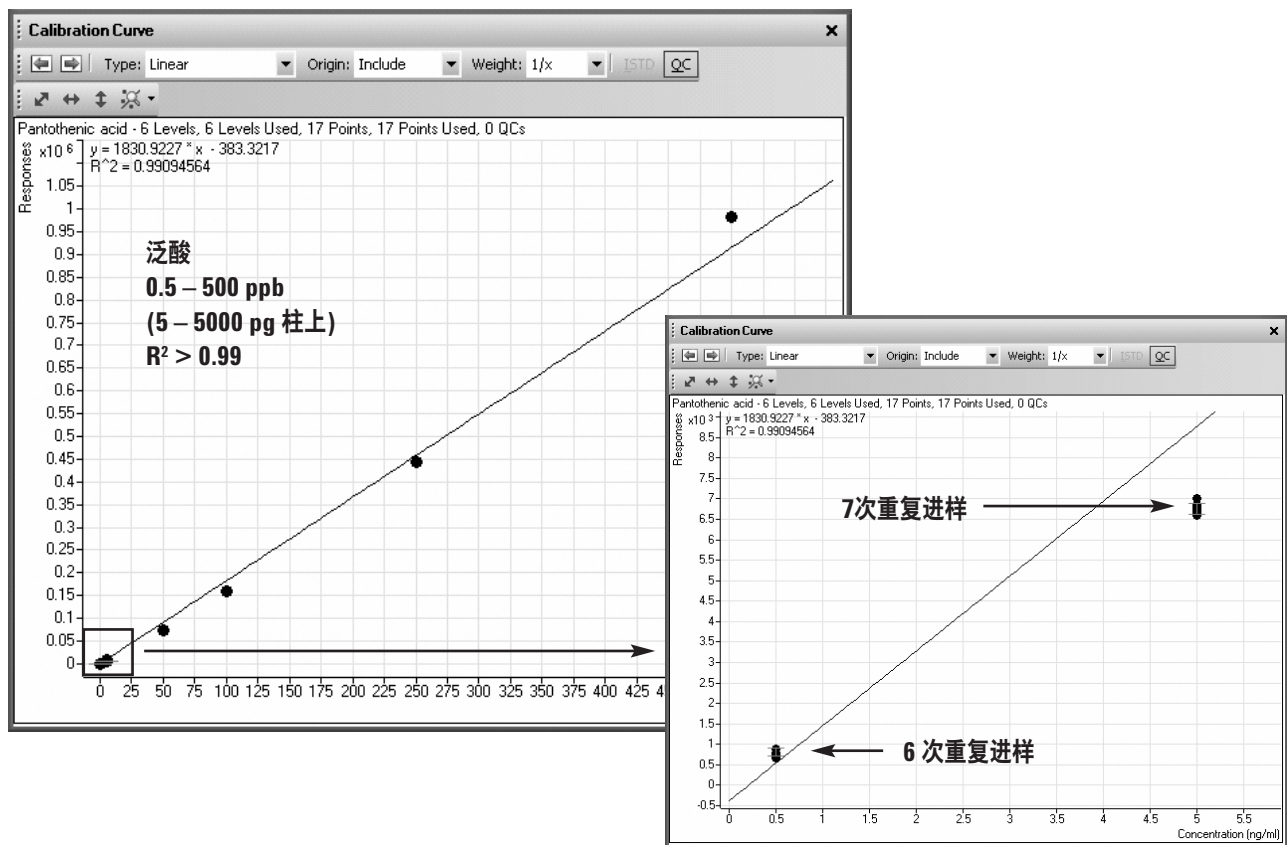 Calibration Curve
Type: Linear Origin: Include Weight: 1/x ISTD QC
Pantothenic acid - 6 Levels, 6 Levels Used, 17 Points, 17 Points Used, 0 QCs
y = 1830.9227 * x - 383.3217
R^2 = 0.99094564
Responses
x10 6
1.05
1
0.95
0.9
0.85
0.8
0.75
0.7
0.65
0.6
0.55
0.5
0.45
0.4
0.35
0.3
0.25
0.2
0.15
0.1
0.05
0
泛酸
0.5 – 500 ppb
(5 – 5000 pg 柱上)
R² > 0.99
0 25 50 75 100 125 150 175 200 225 250 275 300 325 350 375 400 425
Calibration Curve
Type: Linear Origin: Include Weight: 1/x ISTD QC
Pantothenic acid - 6 Levels, 6 Levels Used, 17 Points, 17 Points Used, 0 QCs
y = 1830.9227 * x - 383.3217
R^2 = 0.99094564
Responses
x10 3
8.5
8
7.5
7
6.5
6
5.5
5
4.5
4
3.5
3
2.5
2
1.5
1
0.5
0
-0.5
7次重复进样
6 次重复进样
0 0.5 1 1.5 2 2.5 3 3.5 4 4.5 5 5.5
Concentration (ng/ml)